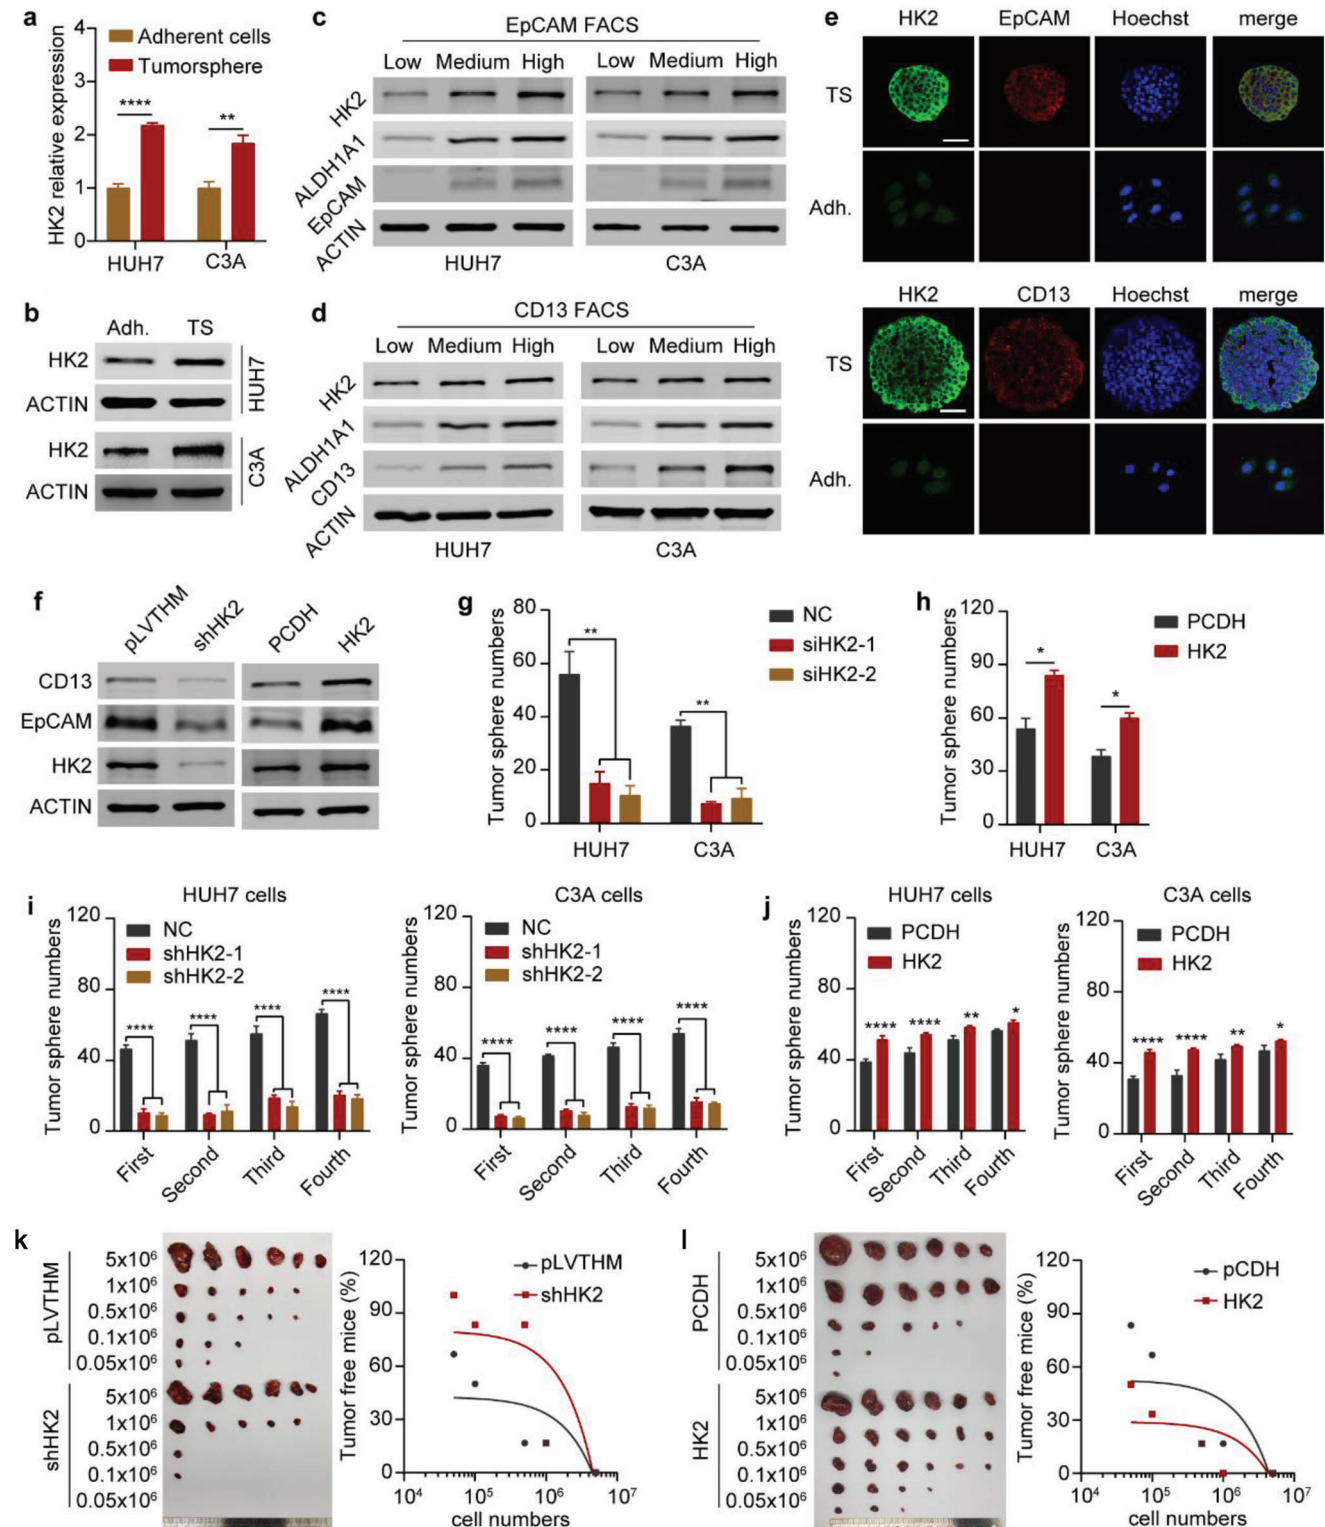 a
HK2 relative expression
4
3
2
1
0
Adherent cells
Tumorsphere
****
**
HUH7 C3A
b
Adh. TS
HK2
ACTIN
HUH7
HK2
ACTIN
C3A
c
EpCAM FACS
Low Medium High Low Medium High
HK2
ALDH1A1
EpCAM
ACTIN
HUH7 C3A
d
CD13 FACS
Low Medium High Low Medium High
HK2
ALDH1A1
CD13
ACTIN
HUH7 C3A
e
HK2 EpCAM Hoechst merge
TS
Adh.
HK2 CD13 Hoechst merge
TS
Adh.
f
pLVTHM shHK2 PCDH HK2
CD13
EpCAM
HK2
ACTIN
g
Tumor sphere numbers
80
60
40
20
0
NC
siHK2-1
siHK2-2
**
**
HUH7 C3A
h
Tumor sphere numbers
120
90
60
30
0
PCDH
HK2
*
*
HUH7 C3A
i
HUH7 cells
Tumor sphere numbers
120
80
40
0
NC
shHK2-1
shHK2-2
**** **** **** ****
First Second Third Fourth
C3A cells
Tumor sphere numbers
120
80
40
0
NC
shHK2-1
shHK2-2
**** **** **** ****
First Second Third Fourth
j
HUH7 cells
Tumor sphere numbers
120
80
40
0
PCDH
HK2
**** **** ** *
First Second Third Fourth
C3A cells
Tumor sphere numbers
120
80
40
0
PCDH
HK2
**** **** ** *
First Second Third Fourth
k
pLVTHM
5x10⁶
1x10⁶
0.5x10⁶
0.1x10⁶
0.05x10⁶
shHK2
5x10⁶
1x10⁶
0.5x10⁶
0.1x10⁶
0.05x10⁶
Tumor free mice (%)
120
90
60
30
0
pLVTHM
shHK2
10⁴ 10⁵ 10⁶ 10⁷
cell numbers
l
PCDH
5x10⁶
1x10⁶
0.5x10⁶
0.1x10⁶
0.05x10⁶
HK2
5x10⁶
1x10⁶
0.5x10⁶
0.1x10⁶
0.05x10⁶
Tumor free mice (%)
120
90
60
30
0
pCDH
HK2
10⁴ 10⁵ 10⁶ 10⁷
cell numbers